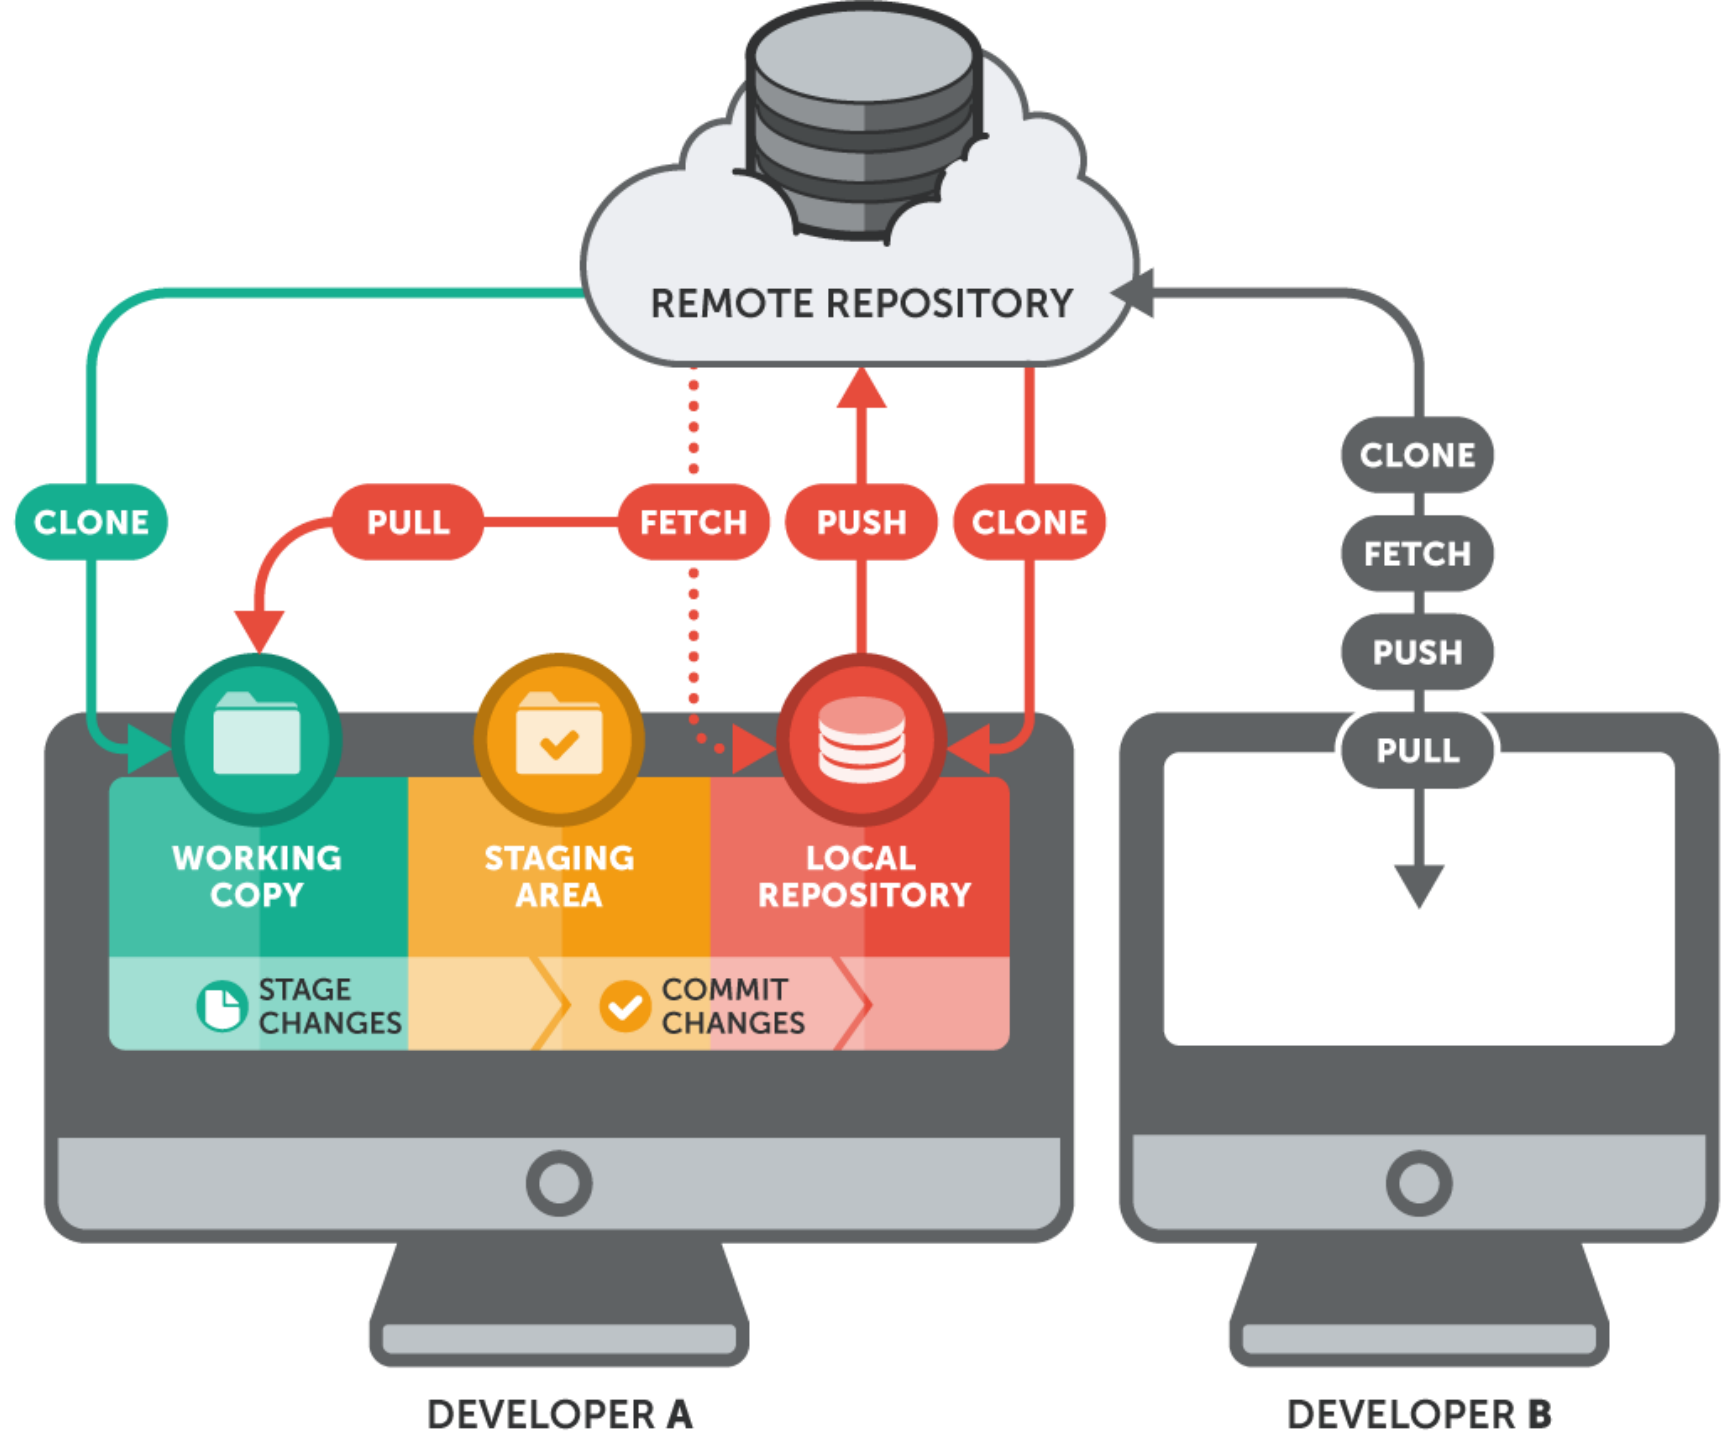 REMOTE REPOSITORY
CLONE
PULL
FETCH
PUSH
CLONE
CLONE
FETCH
PUSH
PULL
WORKING
COPY
STAGING
AREA
LOCAL
REPOSITORY
STAGE
CHANGES
COMMIT
CHANGES
DEVELOPER A
DEVELOPER B